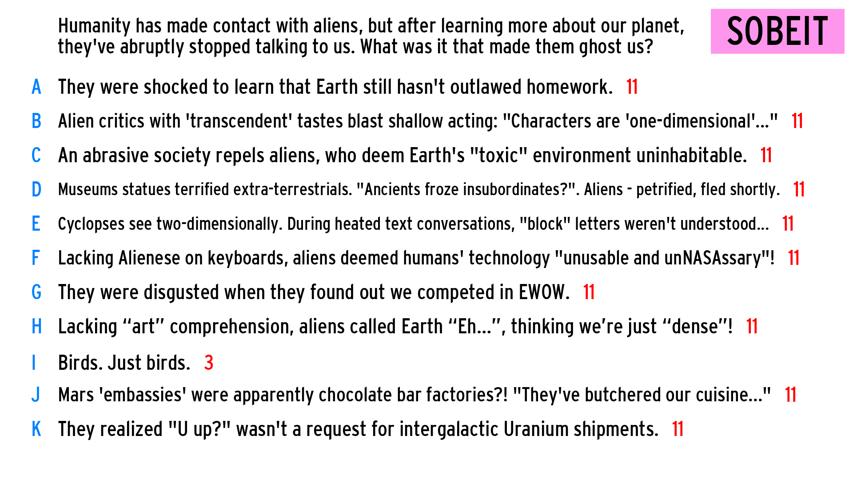 Humanity has made contact with aliens, but after learning more about our planet,
they've abruptly stopped talking to us. What was it that made them ghost us?
SOBEIT
A They were shocked to learn that Earth still hasn't outlawed homework. 11
B Alien critics with 'transcendent' tastes blast shallow acting: "Characters are 'one-dimensional'..." 11
C An abrasive society repels aliens, who deem Earth's "toxic" environment uninhabitable. 11
D Museums statues terrified extra-terrestrials. "Ancients froze insubordinates?". Aliens - petrified, fled shortly. 11
E Cyclopses see two-dimensionally. During heated text conversations, "block" letters weren't understood... 11
F Lacking Alienese on keyboards, aliens deemed humans' technology "unusable and unNASAssary"! 11
G They were disgusted when they found out we competed in EWOW. 11
H Lacking “art” comprehension, aliens called Earth “Eh...”, thinking we’re just “dense”! 11
I Birds. Just birds. 3
J Mars 'embassies' were apparently chocolate bar factories?! "They've butchered our cuisine..." 11
K They realized "U up?" wasn't a request for intergalactic Uranium shipments. 11